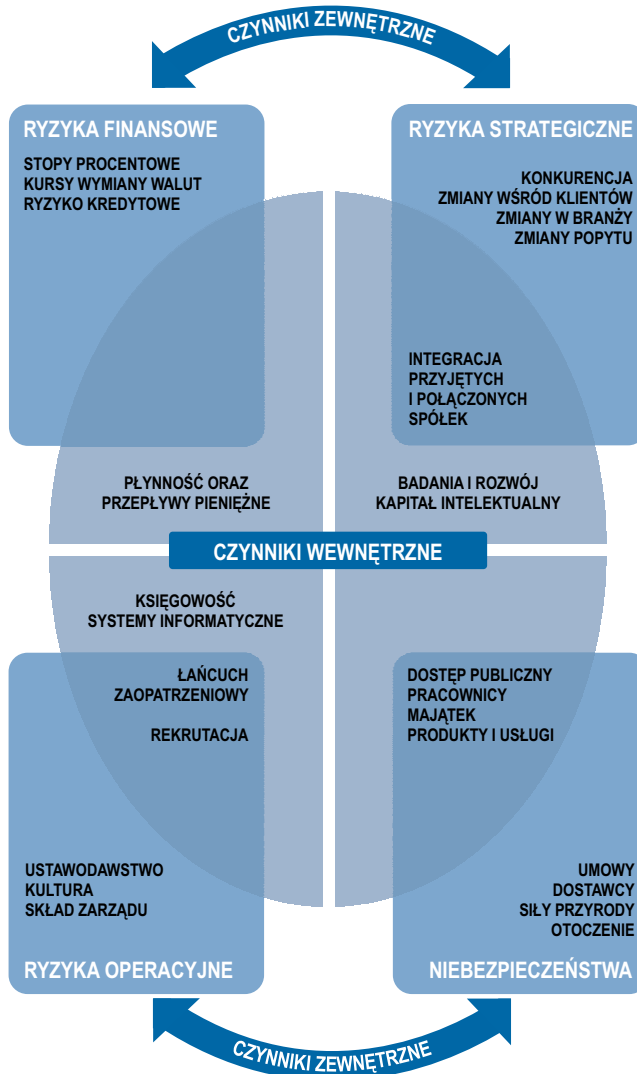 CZYNNIKI ZEWNĘTRZNE
RYZYKA FINANSOWE
STOPY PROCENTOWE
KURSY WYMIANY WALUT
RYZYKO KREDYTOWE
RYZYKA STRATEGICZNE
KONKURENCJA
ZMIANY WŚRÓD KLIENTÓW
ZMIANY W BRANŻY
ZMIANY POPYTU
INTEGRACJA
PRZYJĘTYCH
I POŁĄCZONYCH
SPÓŁEK
PŁYNNOŚĆ ORAZ
PRZEPŁYWY PIENIĘŻNE
BADANIA I ROZWÓJ
KAPITAŁ INTELEKTUALNY
CZYNNIKI WEWNĘTRZNE
KSIĘGOWOŚĆ
SYSTEMY INFORMATYCZNE
ŁAŃCUCH
ZAOPATRZENIOWY
REKRUTACJA
DOSTĘP PUBLICZNY
PRACOWNICY
MAJĄTEK
PRODUKTY I USŁUGI
USTAWODAWSTWO
KULTURA
SKŁAD ZARZĄDU
UMOWY
DOSTAWCY
SIŁY PRZYRODY
OTOCZENIE
RYZYKA OPERACYJNE
NIEBEZPIECZEŃSTWA
CZYNNIKI ZEWNĘTRZNE